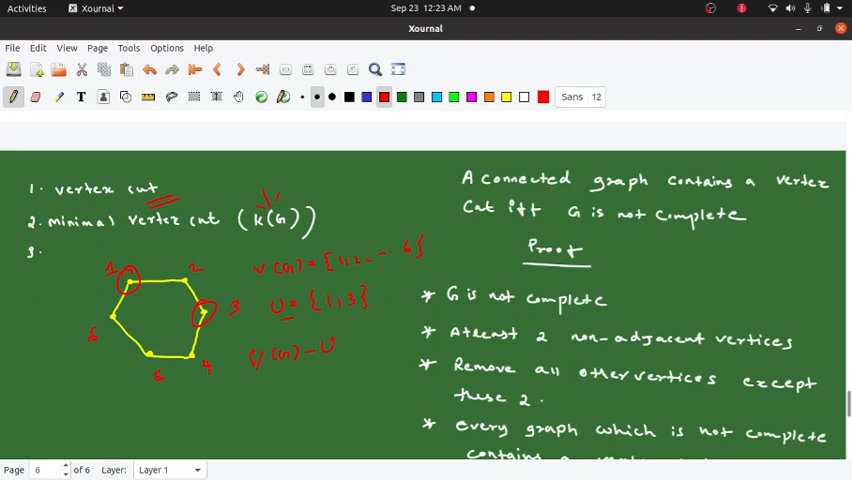 Activities
Xournal
Sep 23 12:23 AM
Xournal
File Edit View Page Tools Options Help
Sans 12
1. vertex cut
2. minimal vertex cut (k(G))
3.
1
2
3
4
5
6
V(G) = {1,2, ... 6}
U = {1,3}
V(G) - U
A connected graph contains a vertex
Cut iff G is not Complete
Proof
* G is not complete
* Atleast 2 non-adjacent vertices
* Remove all other vertices except
these 2.
* every graph which is not complete
contains a
Page 6 of 6 Layer: Layer 1